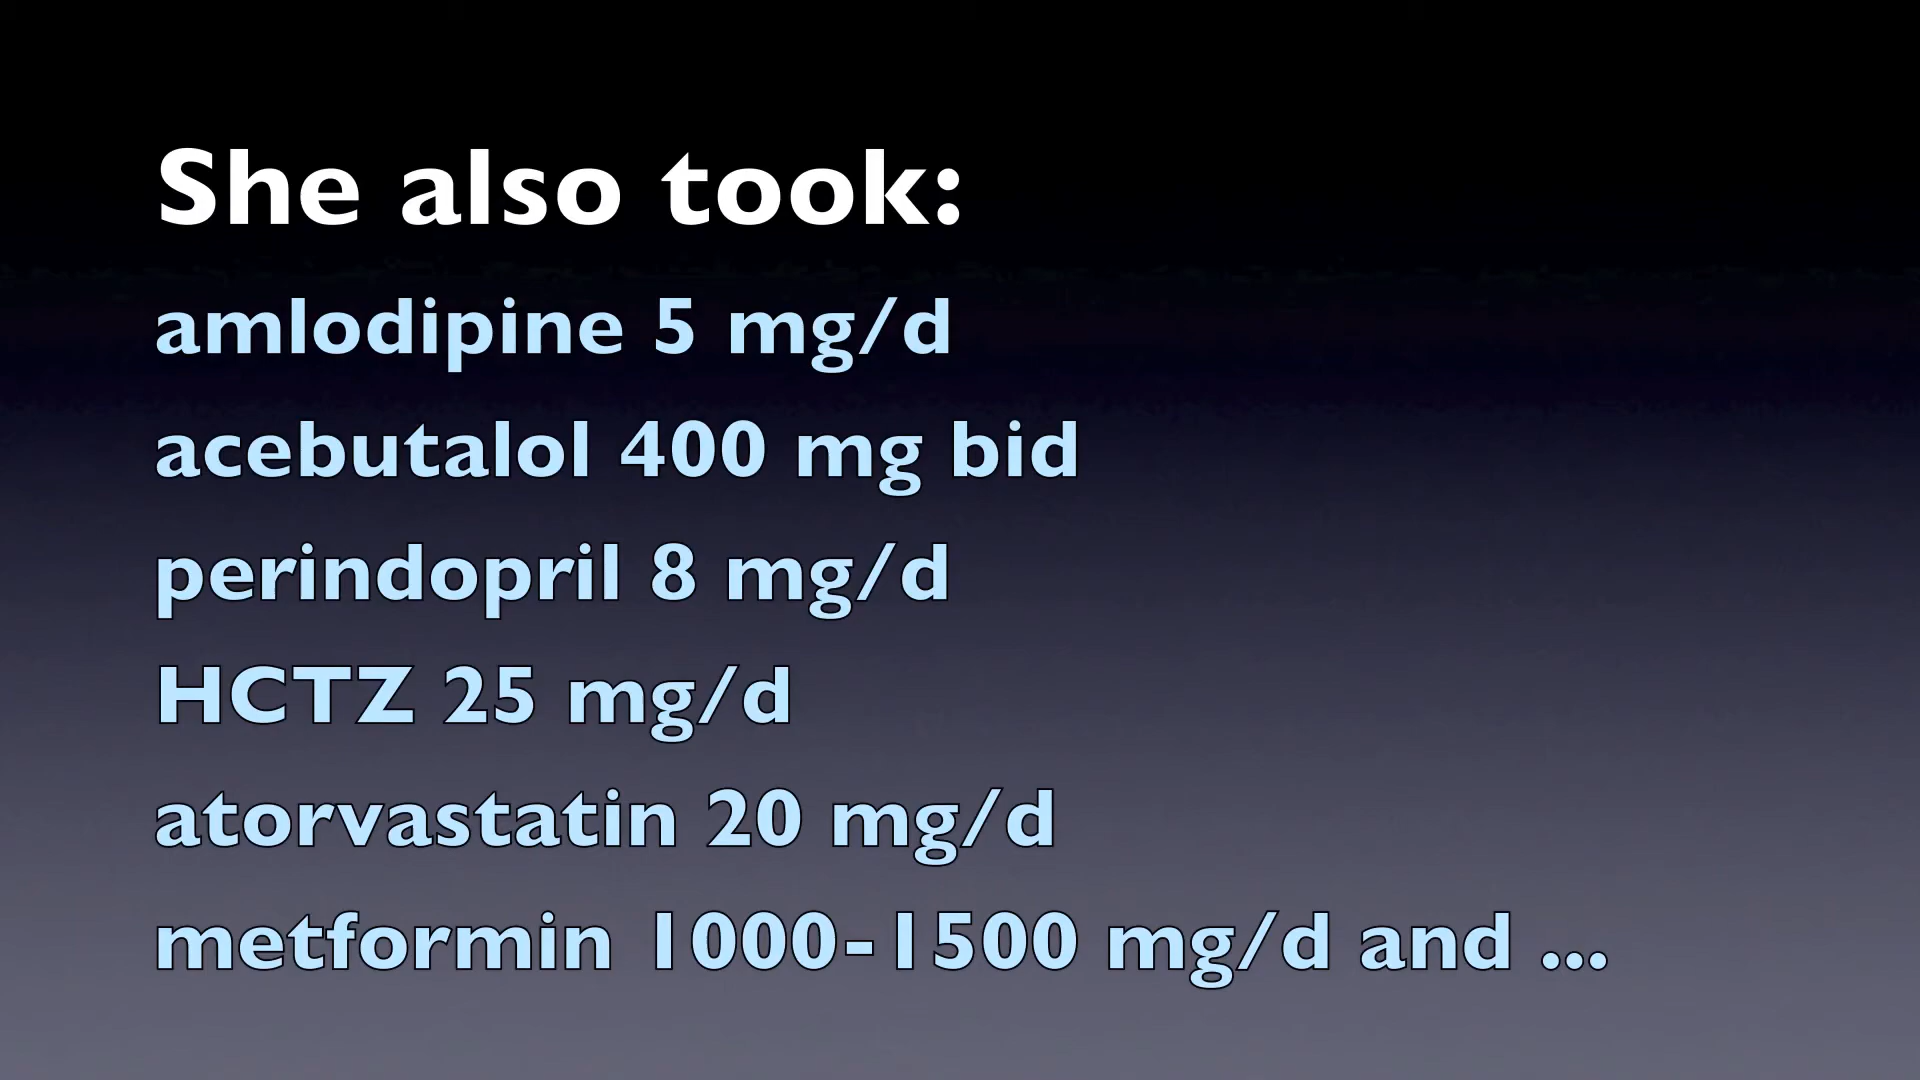 She also took:
amlodipine 5 mg/d
acebutalol 400 mg bid
perindopril 8 mg/d
HCTZ 25 mg/d
atorvastatin 20 mg/d
metformin 1000-1500 mg/d and ...